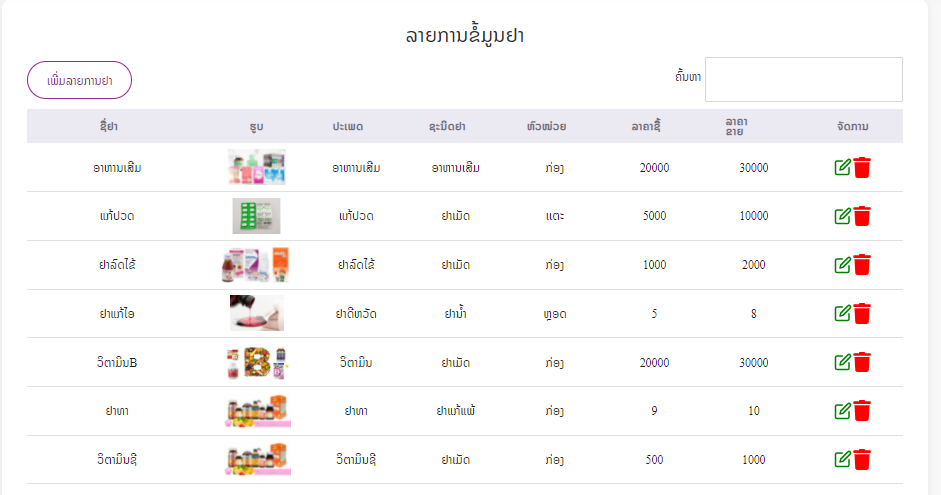 ລາຍການຂໍ້ມູນຢາ
ເພີ່ມລາຍການຢາ
ຄົ້ນຫາ
ຊື່ຢາ ຮູບ ປະເພດ ຊະນິດຢາ ຫົວໜ່ວຍ ລາຄາຊື້ ລາຄາ ຂາຍ ຈັດການ
ອາຫານເສີມ ອາຫານເສີມ ອາຫານເສີມ ກ່ອງ 20000 30000
ແກ້ປວດ ແກ້ປວດ ຢາເມັດ ແຕະ 5000 10000
ຢາລົດໄຂ້ ຢາລົດໄຂ້ ຢາເມັດ ກ່ອງ 1000 2000
ຢາແກ້ໄອ ຢາດີຫວັດ ຢານ້ຳ ຫຼອດ 5 8
ວິຕາມິນB B ວິຕາມິນ ຢາເມັດ ກ່ອງ 20000 30000
ຢາທາ ຢາທາ ຢາແກ້ແພ້ ກ່ອງ 9 10
ວິຕາມິນຊີ ວິຕາມິນຊີ ຢາເມັດ ກ່ອງ 500 1000